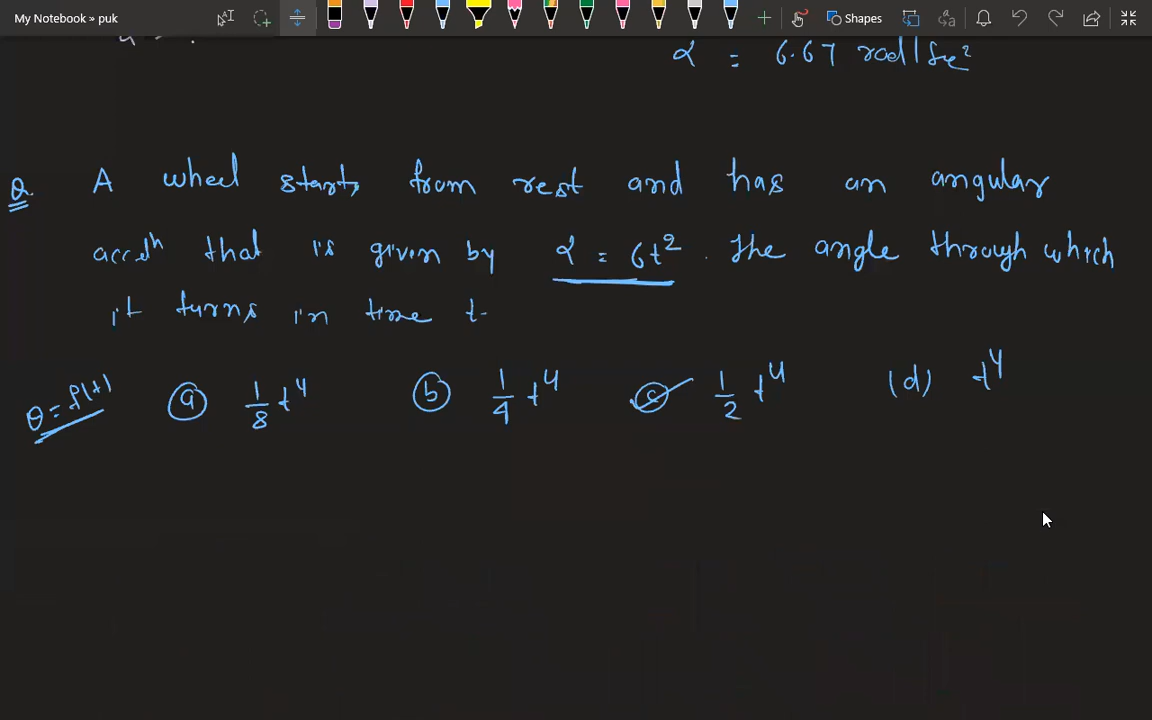 My Notebook » puk
Shapes
α = 6.67 rad/sec²
Q. A wheel starts from rest and has an angular
accelⁿ that is given by α = 6t². The angle through which
it turns in time t-
θ = f(t) (a) 1/8 t⁴ (b) 1/4 t⁴ (c) 1/2 t⁴ (d) t⁴